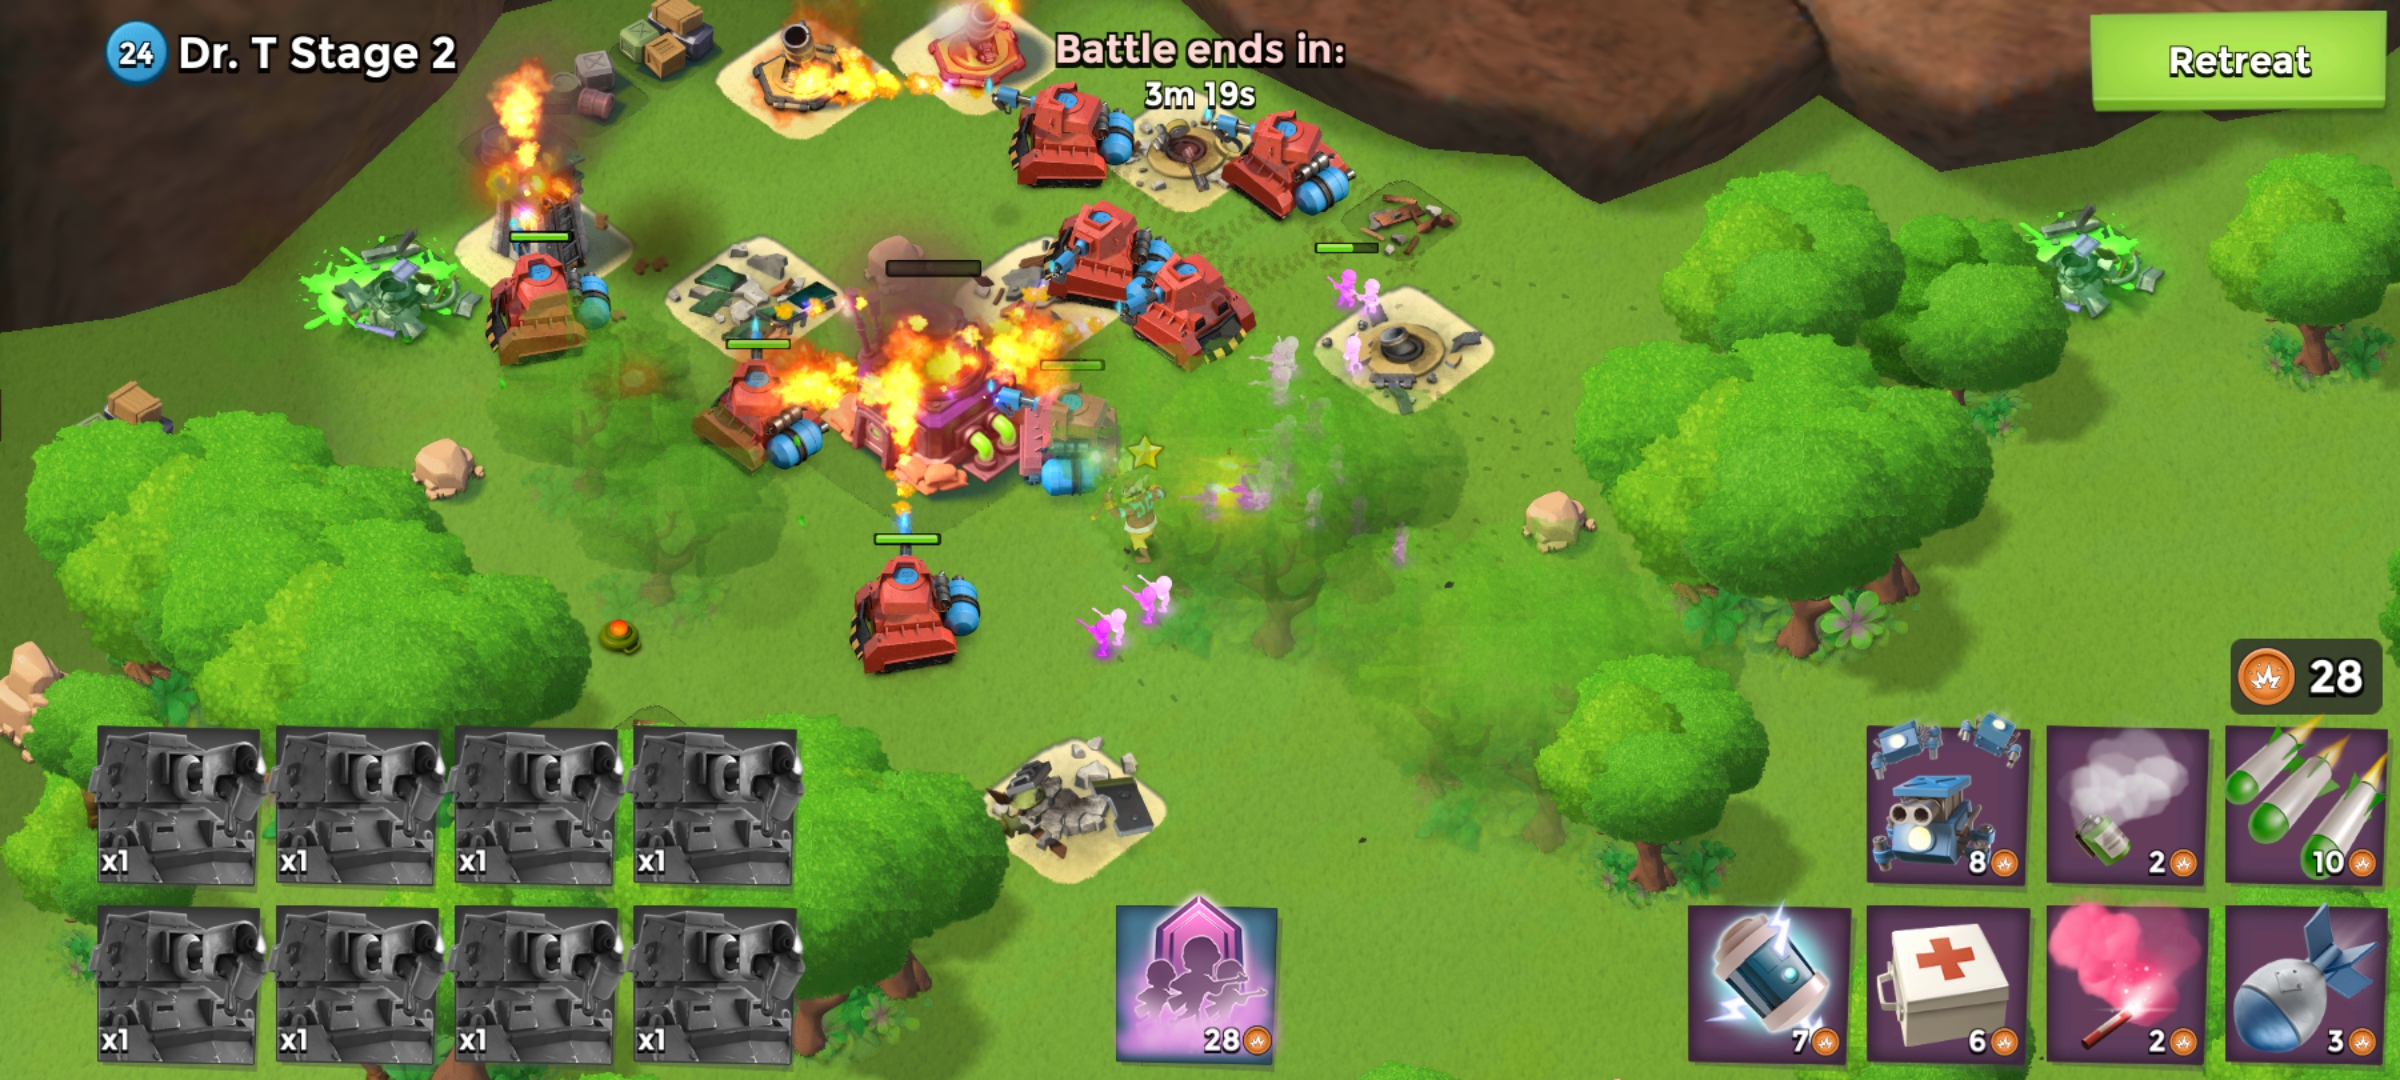 24 Dr. T Stage 2
Battle ends in:
3m 19s
Retreat
28
x1 x1 x1 x1
8 2 10
x1 x1 x1 x1
28
7 6 2 3